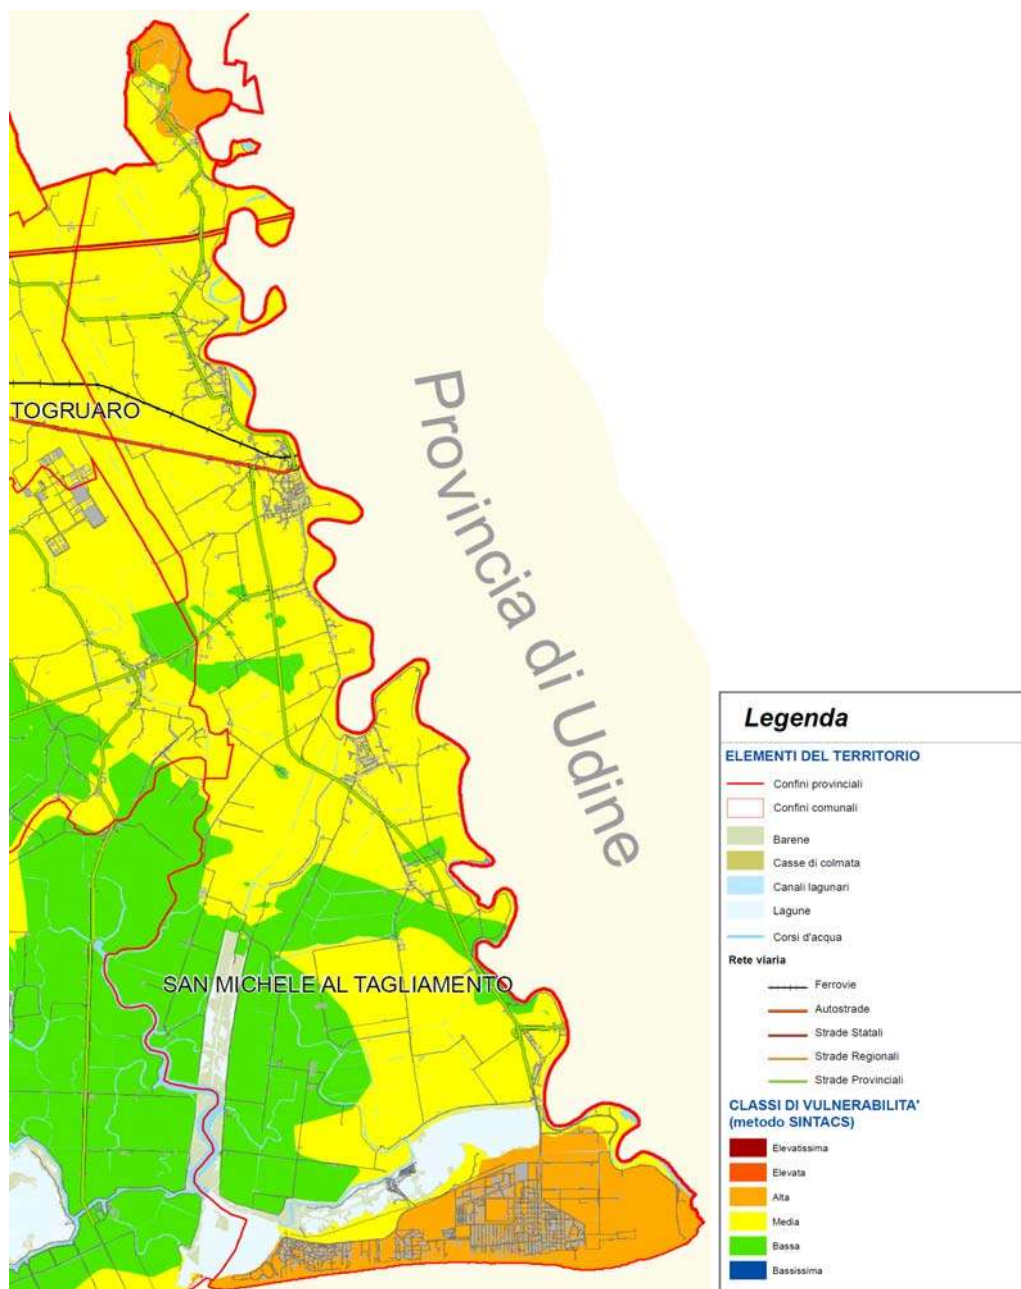 TOGRUARO
Provincia di Udine
SAN MICHELE AL TAGLIAMENTO
Legenda
ELEMENTI DEL TERRITORIO
Confini provinciali
Confini comunali
Barene
Casse di colmata
Canali lagunari
Lagune
Corsi d'acqua
Rete viaria
Ferrovie
Autostrade
Strade Statali
Strade Regionali
Strade Provinciali
CLASSI DI VULNERABILITA'
(metodo SINTACS)
Elevatissima
Elevata
Alta
Media
Bassa
Bassissima